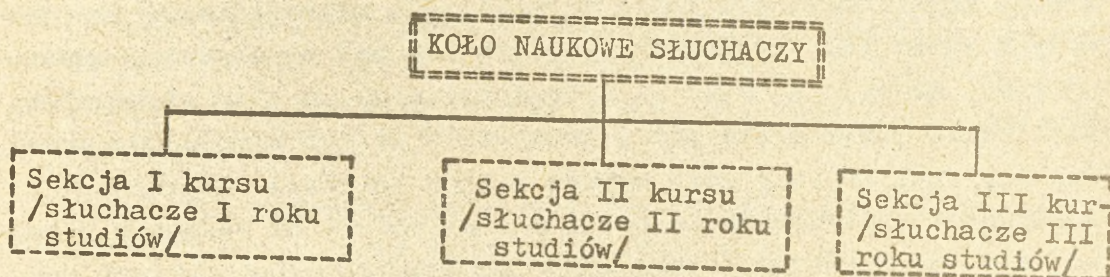 KOŁO NAUKOWE SŁUCHACZY
Sekcja I kursu
/słuchacze I roku
studiów/
Sekcja II kursu
/słuchacze II roku
studiów/
Sekcja III kur-
/słuchacze III
roku studiów/